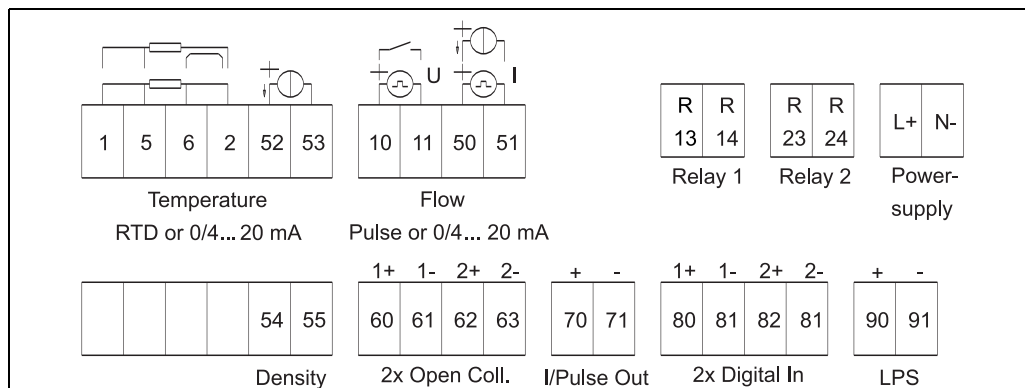 + U + I
1 5 6 2 52 53 10 11 50 51
R R R R
13 14 23 24
L+ N-
Relay 1 Relay 2 Power-
supply
Temperature Flow
RTD or 0/4... 20 mA Pulse or 0/4... 20 mA
1+ 1- 2+ 2- + - 1+ 1- 2+ 2- + -
54 55 60 61 62 63 70 71 80 81 82 81 90 91
Density 2x Open Coll. I/Pulse Out 2x Digital In LPS